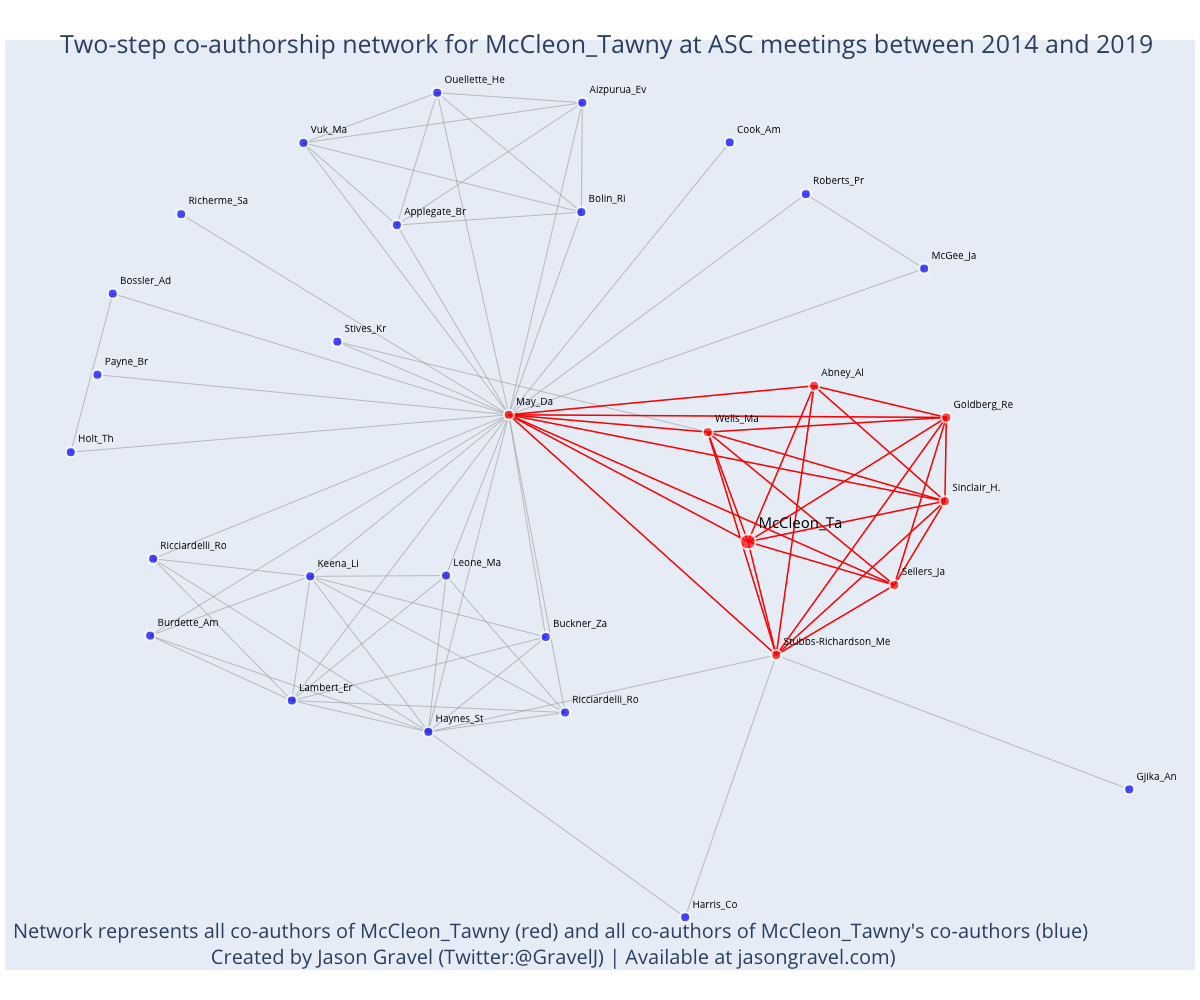 Two-step co-authorship network for McCleon_Tawny at ASC meetings between 2014 and 2019
Ouellette_He
Aizpurua_Ev
Vuk_Ma
Cook_Am
Roberts_Pr
Richerme_Sa
Bolin_Ri
Applegate_Br
McGee_Ja
Bossler_Ad
Stives_Kr
Payne_Br
Abney_Al
May_Da
Goldberg_Re
Wells_Ma
Holt_Th
Sinclair_H.
McCleon_Ta
Ricciardelli_Ro
Keena_Li
Leone_Ma
Sellers_Ja
Burdette_Am
Buckner_Za
Stubbs-Richardson_Me
Lambert_Er
Ricciardelli_Ro
Haynes_St
Gjika_An
Harris_Co
Network represents all co-authors of McCleon_Tawny (red) and all co-authors of McCleon_Tawny's co-authors (blue)
Created by Jason Gravel (Twitter:@GravelJ) | Available at jasongravel.com)